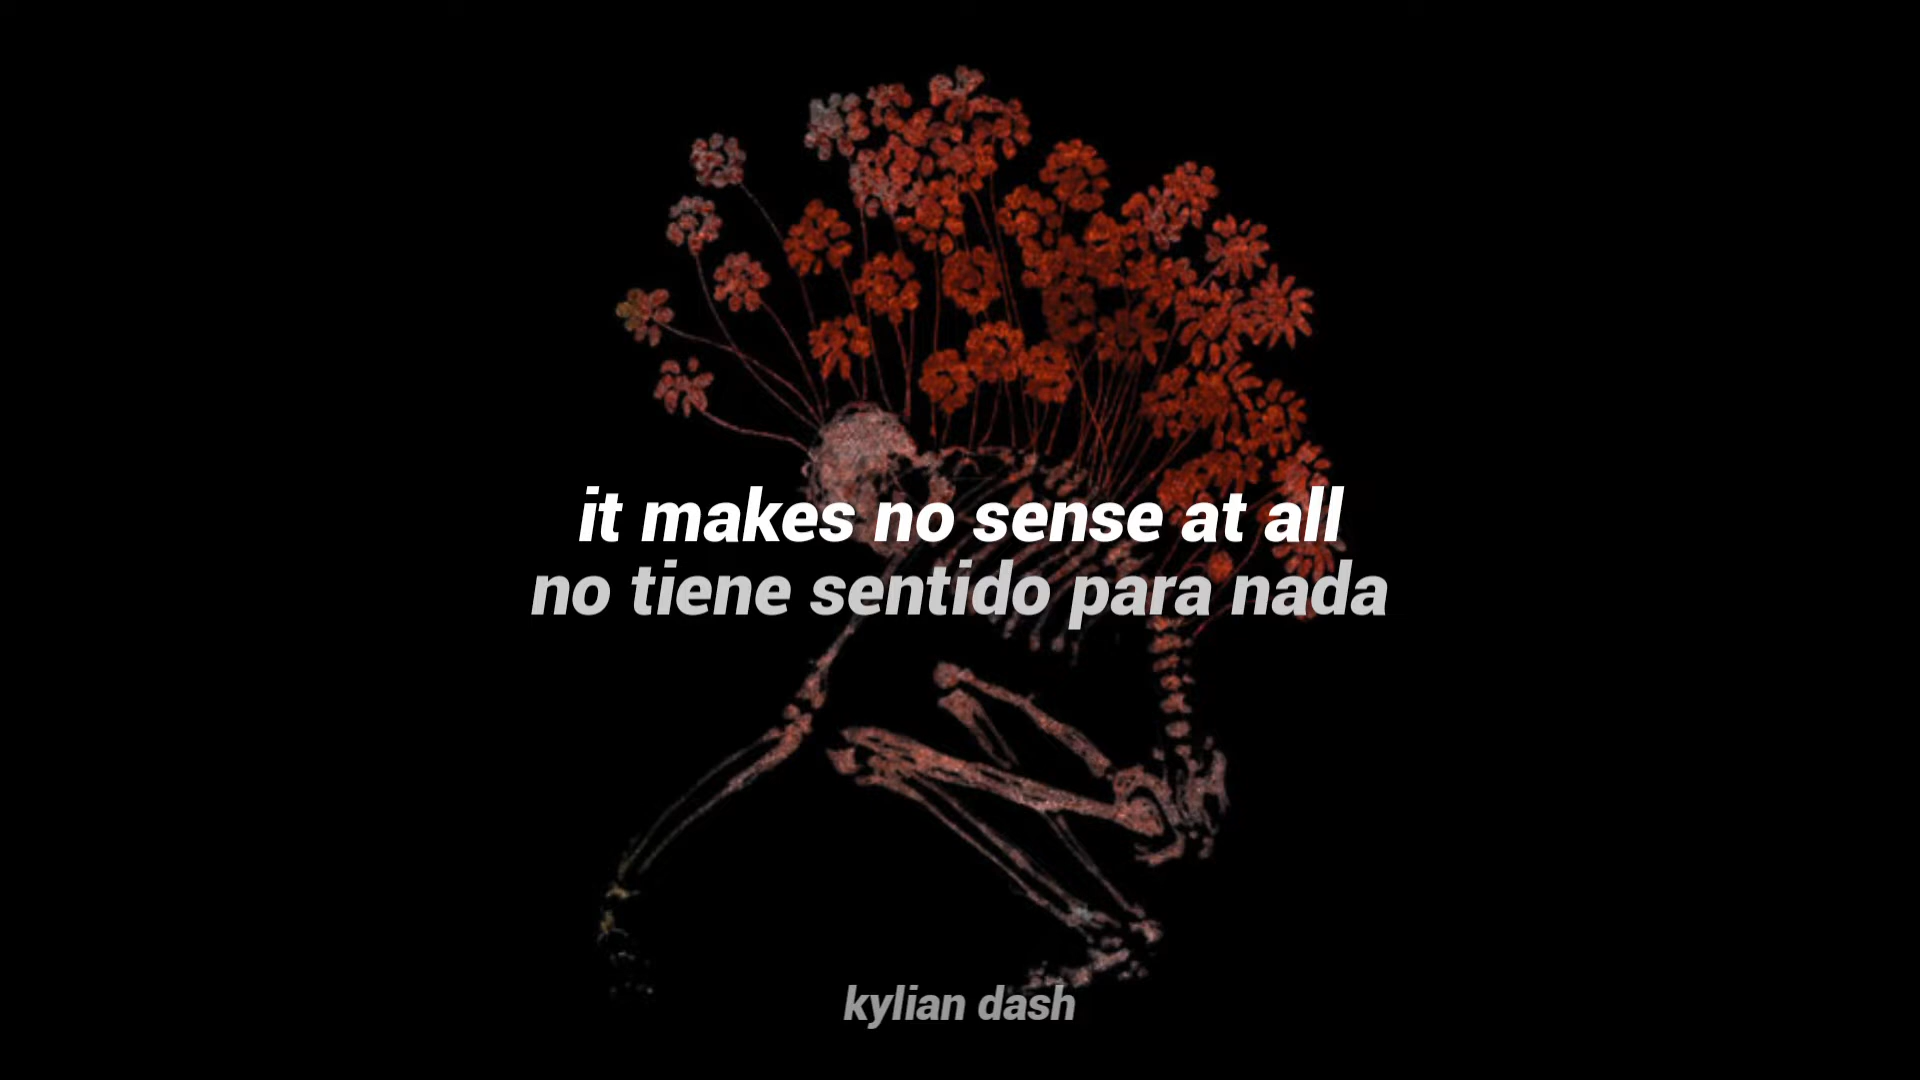 it makes no sense at all
no tiene sentido para nada
kylian dash